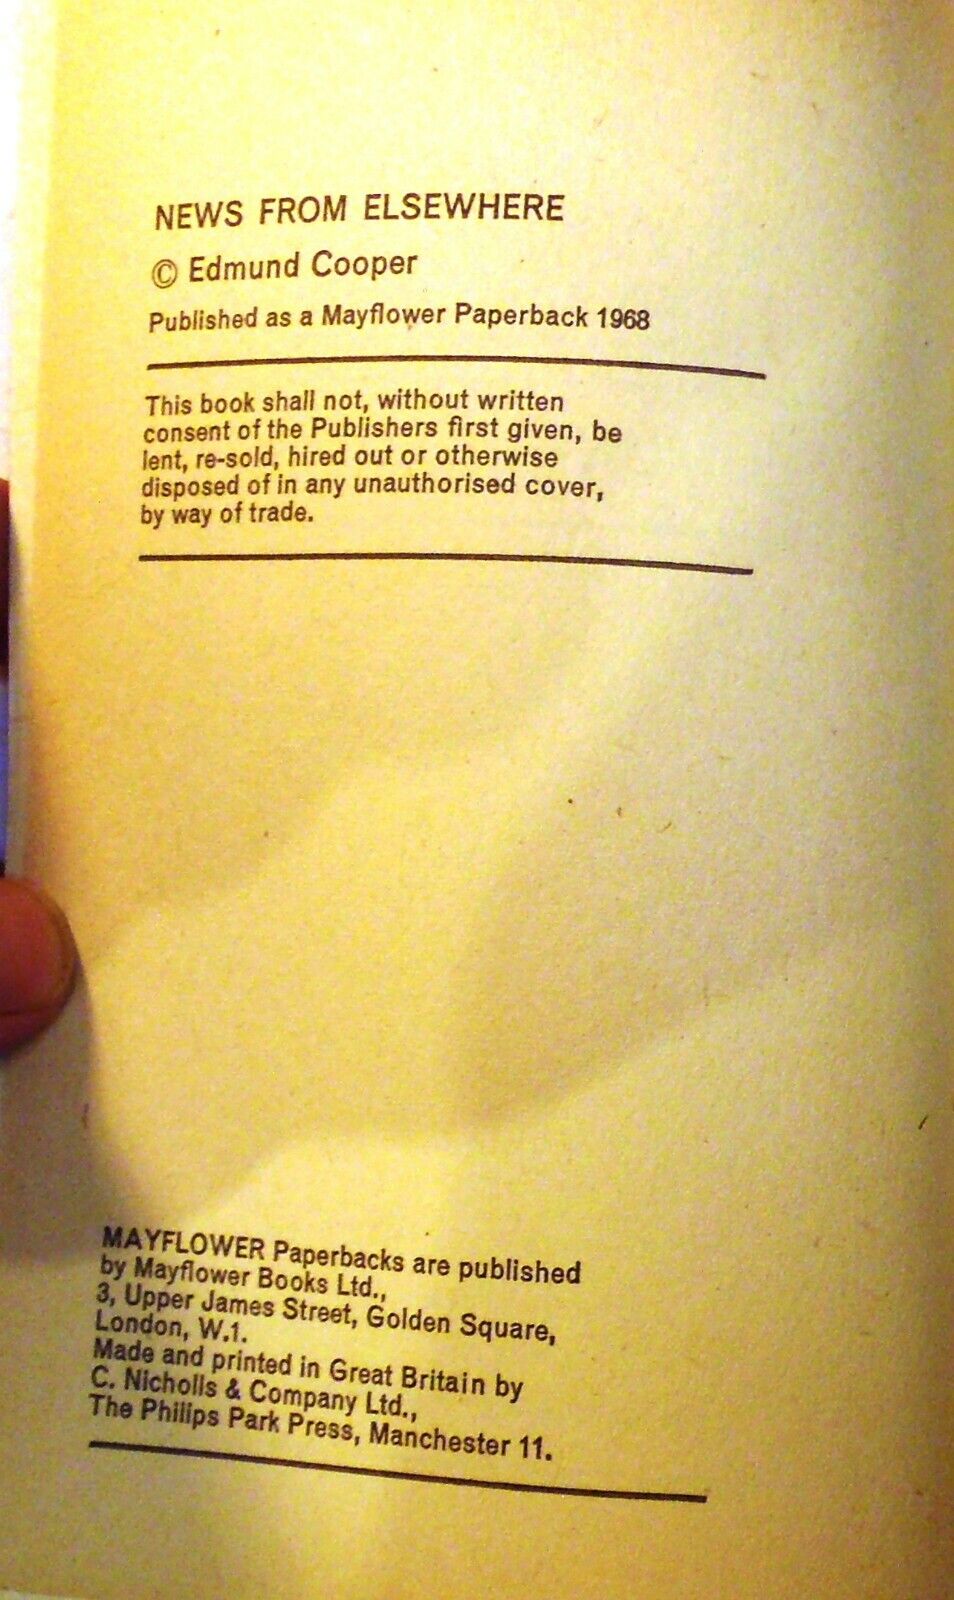 NEWS FROM ELSEWHERE
© Edmund Cooper
Published as a Mayflower Paperback 1968
This book shall not, without written
consent of the Publishers first given, be
lent, re-sold, hired out or otherwise
disposed of in any unauthorised cover,
by way of trade.
MAYFLOWER Paperbacks are published
by Mayflower Books Ltd.,
3, Upper James Street, Golden Square,
London, W.1.
Made and printed in Great Britain by
C. Nicholls & Company Ltd.,
The Philips Park Press, Manchester 11.